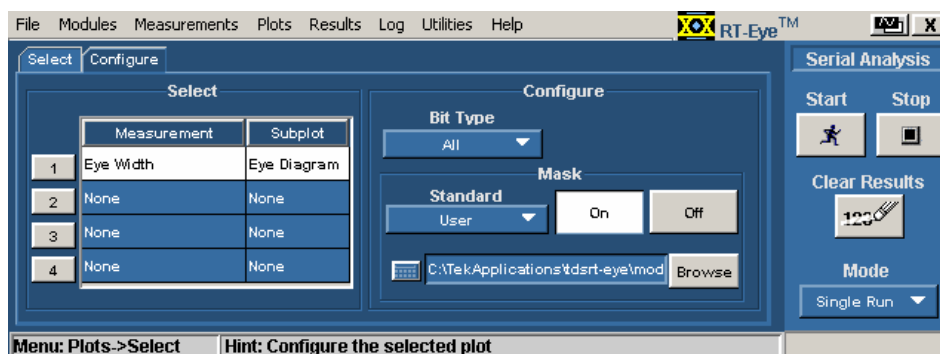 File Modules Measurements Plots Results Log Utilities Help RT-Eye™ X
Select Configure
Serial Analysis
Select
Configure
Start Stop
Bit Type
All
Measurement Subplot
1 Eye Width Eye Diagram
2 None None
3 None None
4 None None
Mask
Standard
User
On Off
C:\TekApplications\tdsrt-eye\mod Browse
Clear Results
123
Mode
Single Run
Menu: Plots->Select Hint: Configure the selected plot